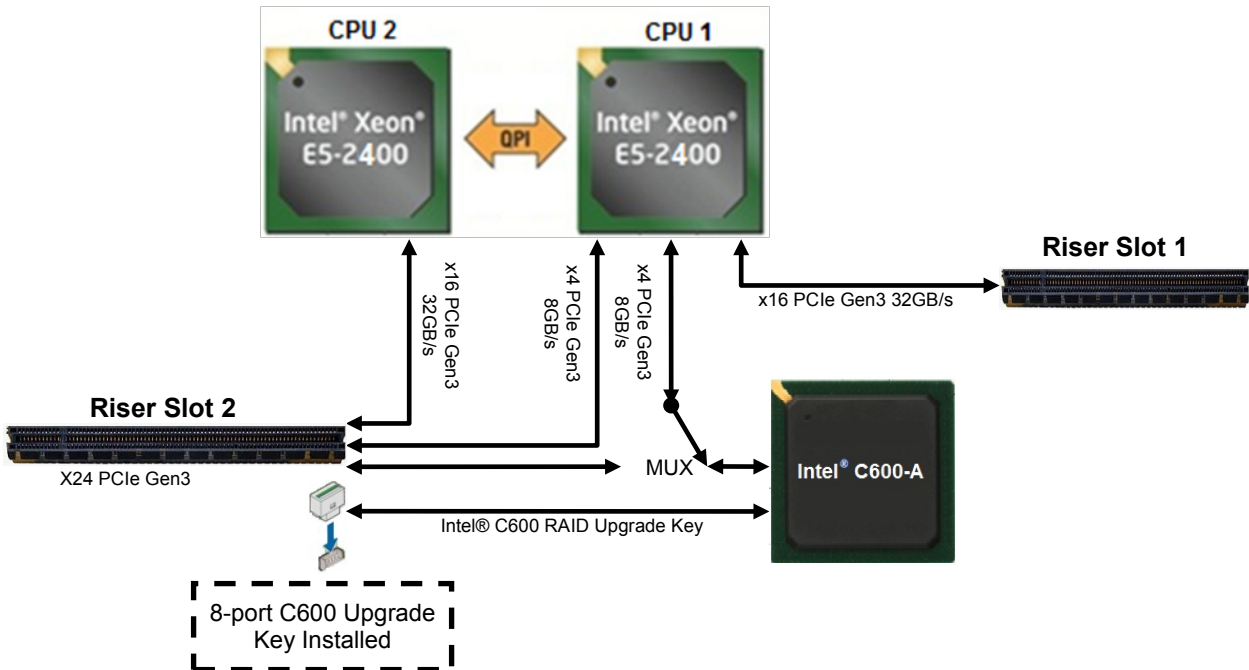 CPU 2
CPU 1
Intel® Xeon®
E5-2400
QPI
Intel® Xeon®
E5-2400
x16 PCIe Gen3
32GB/s
x4 PCIe Gen3
8GB/s
x4 PCIe Gen3
8GB/s
Riser Slot 1
x16 PCIe Gen3 32GB/s
Riser Slot 2
X24 PCIe Gen3
MUX
Intel® C600-A
Intel® C600 RAID Upgrade Key
8-port C600 Upgrade
Key Installed